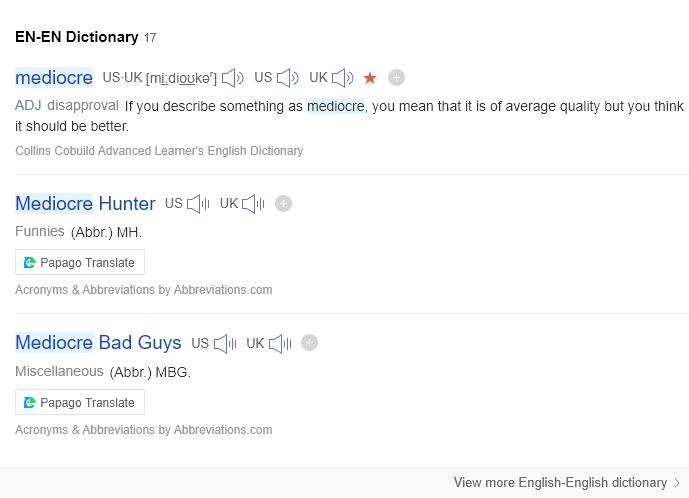 EN-EN Dictionary 17
mediocre US·UK [mi:dioʊkəʳ] US UK
ADJ disapproval If you describe something as mediocre, you mean that it is of average quality but you think
it should be better.
Collins Cobuild Advanced Learner's English Dictionary
Mediocre Hunter US UK
Funnies (Abbr.) MH.
Papago Translate
Acronyms & Abbreviations by Abbreviations.com
Mediocre Bad Guys US UK
Miscellaneous (Abbr.) MBG.
Papago Translate
Acronyms & Abbreviations by Abbreviations.com
View more English-English dictionary